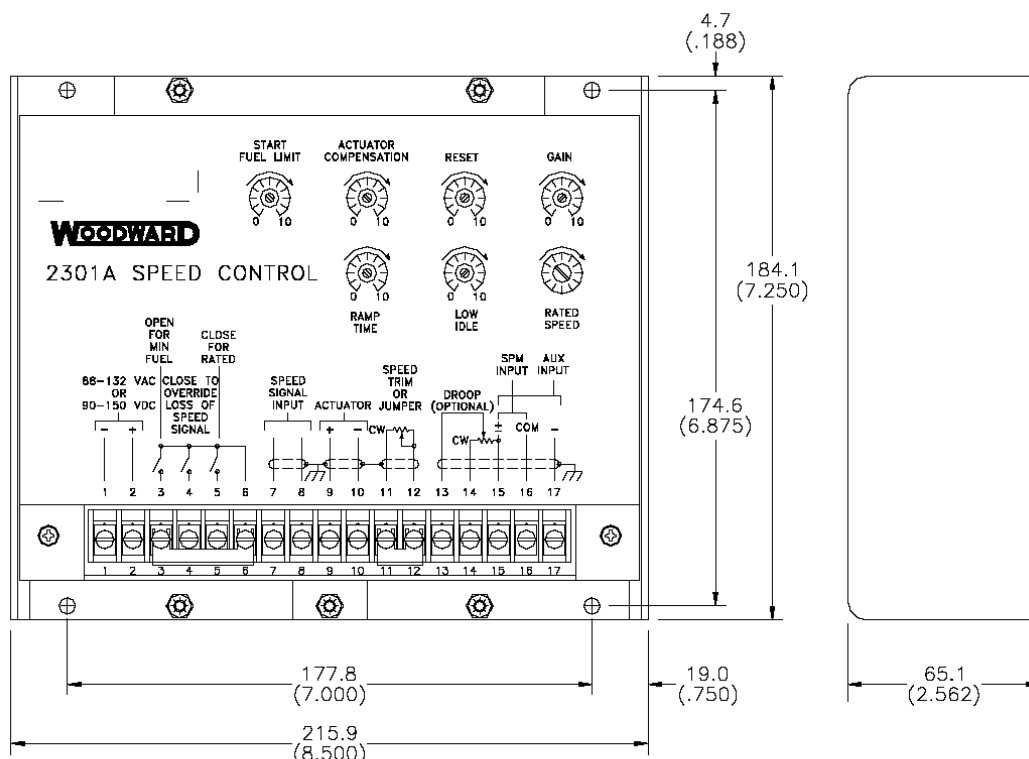 4.7
(.188)
START
FUEL LIMIT
ACTUATOR
COMPENSATION
RESET
GAIN
0 10
0 10
0 10
0 10
WOODWARD
2301A SPEED CONTROL
0 10
0 10
RAMP
TIME
LOW
IDLE
RATED
SPEED
184.1
(7.250)
174.6
(6.875)
OPEN
FOR
MIN
FUEL
CLOSE
FOR
RATED
88-132 VAC
OR
90-150 VDC
- +
CLOSE TO
OVERRIDE
LOSS OF
SPEED
SIGNAL
SPEED
SIGNAL
INPUT
ACTUATOR
+ -
SPEED
TRIM
OR
JUMPER
CW
DROOP
(OPTIONAL)
CW
SPM
INPUT
AUX
INPUT
±
COM
-
1 2 3 4 5 6 7 8 9 10 11 12 13 14 15 16 17
1 2 3 4 5 6 7 8 9 10 11 12 13 14 15 16 17
177.8
(7.000)
19.0
(.750)
65.1
(2.562)
215.9
(8.500)